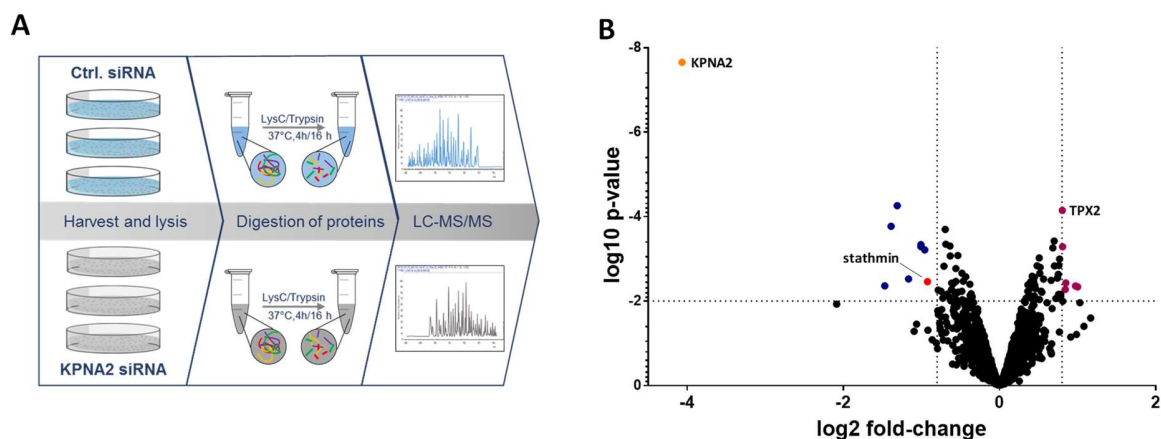 A
Ctrl. siRNA
LysC/Trypsin
37°C,4h/16 h
Harvest and lysis
Digestion of proteins
LC-MS/MS
LysC/Trypsin
37°C,4h/16 h
KPNA2 siRNA
B
-8
KPNA2
-6
log10 p-value
-4
TPX2
stathmin
-2
0
-4
-2
0
2
log2 fold-change